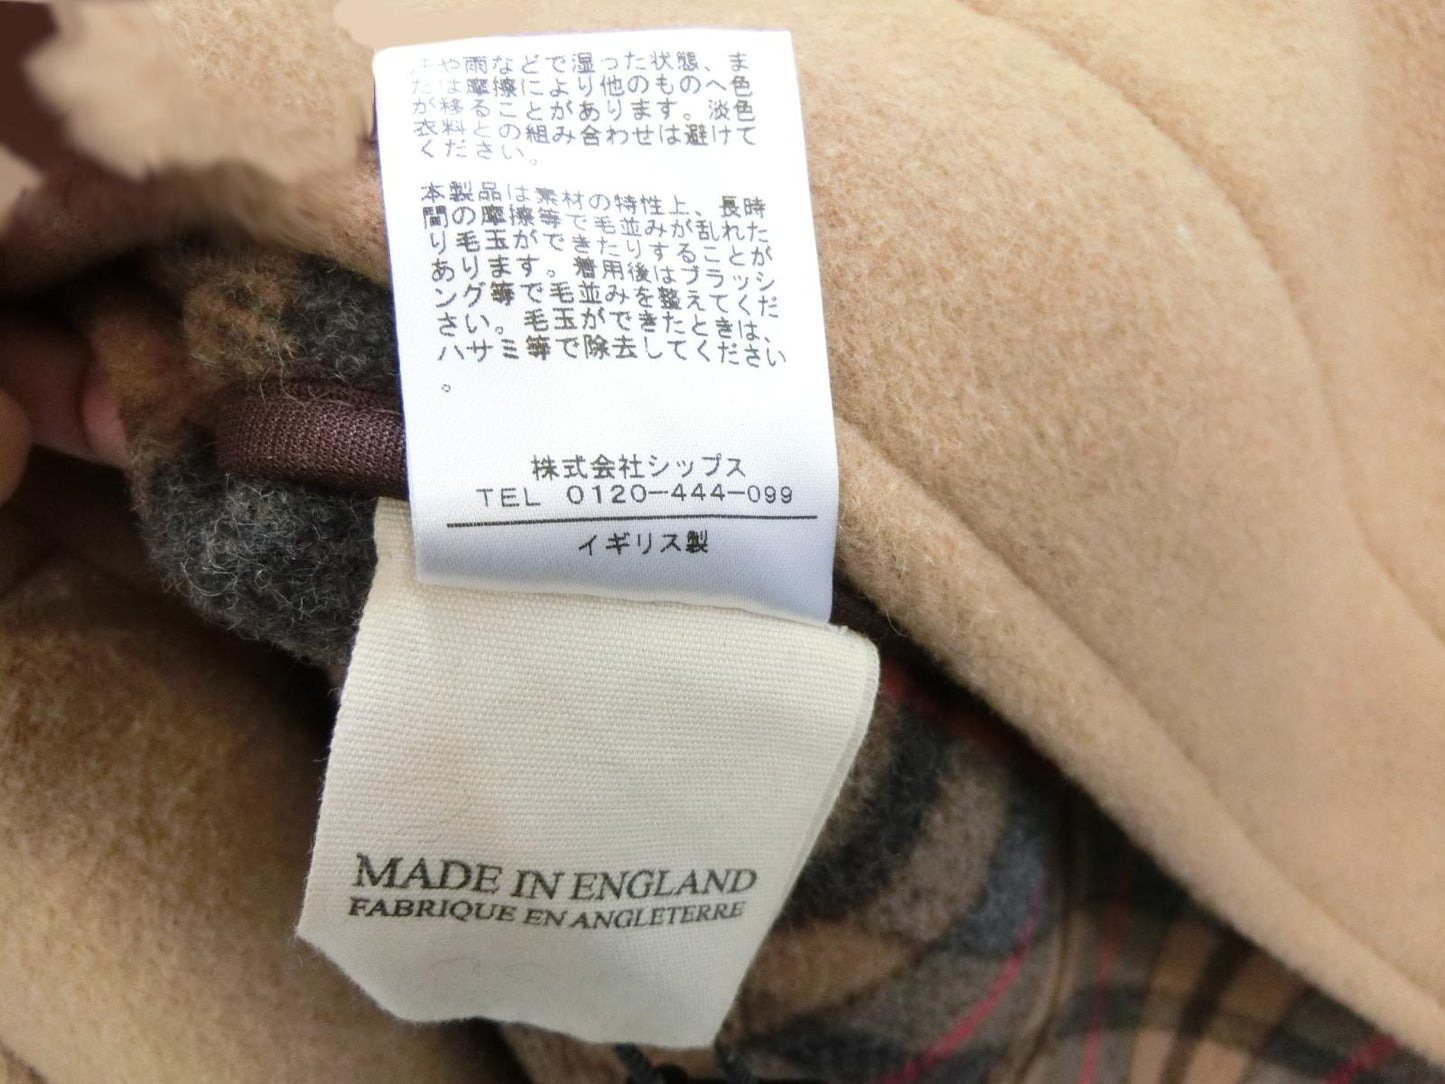 汗や雨などで湿った状態、ま
たは摩擦により他のものへ色
が移ることがあります。淡色
衣料との組み合わせは避けて
ください。
本製品は素材の特性上、長時
間の摩擦等で毛並みが乱れた
り毛玉ができたりすることが
あります。着用後はブラッシ
ング等で毛並みを整えてくだ
さい。毛玉ができたときは、
ハサミ等で除去してください
。
株式会社シップス
TEL 0120-444-099
イギリス製
MADE IN ENGLAND
FABRIQUE EN ANGLETERRE